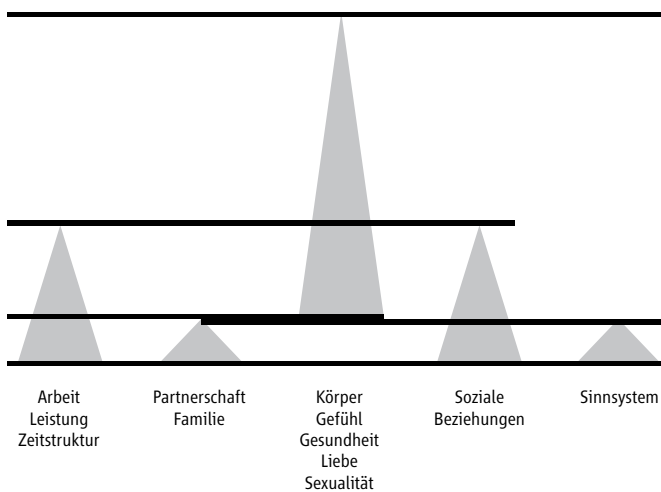 Arbeit
Leistung
Zeitstruktur
Partnerschaft
Familie
Körper
Gefühl
Gesundheit
Liebe
Sexualität
Soziale
Beziehungen
Sinnsystem